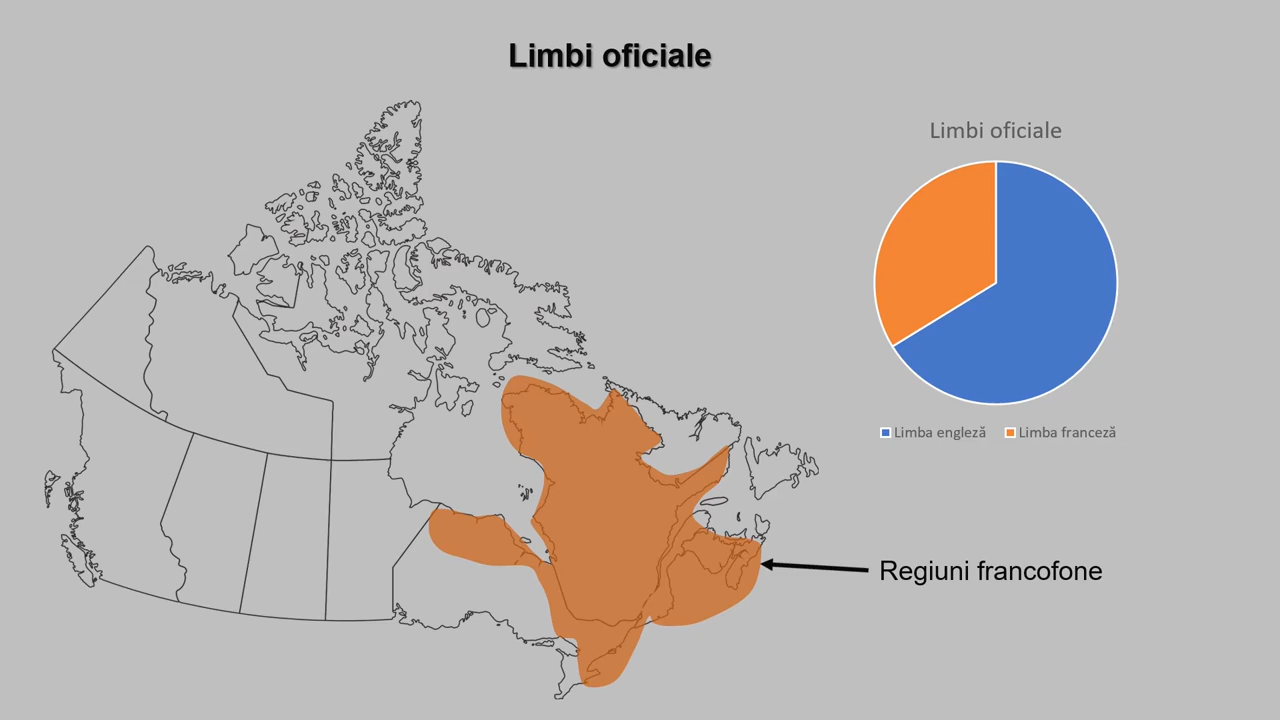 Limbi oficiale
Limbi oficiale
Limba engleză
Limba franceză
Regiuni francofone